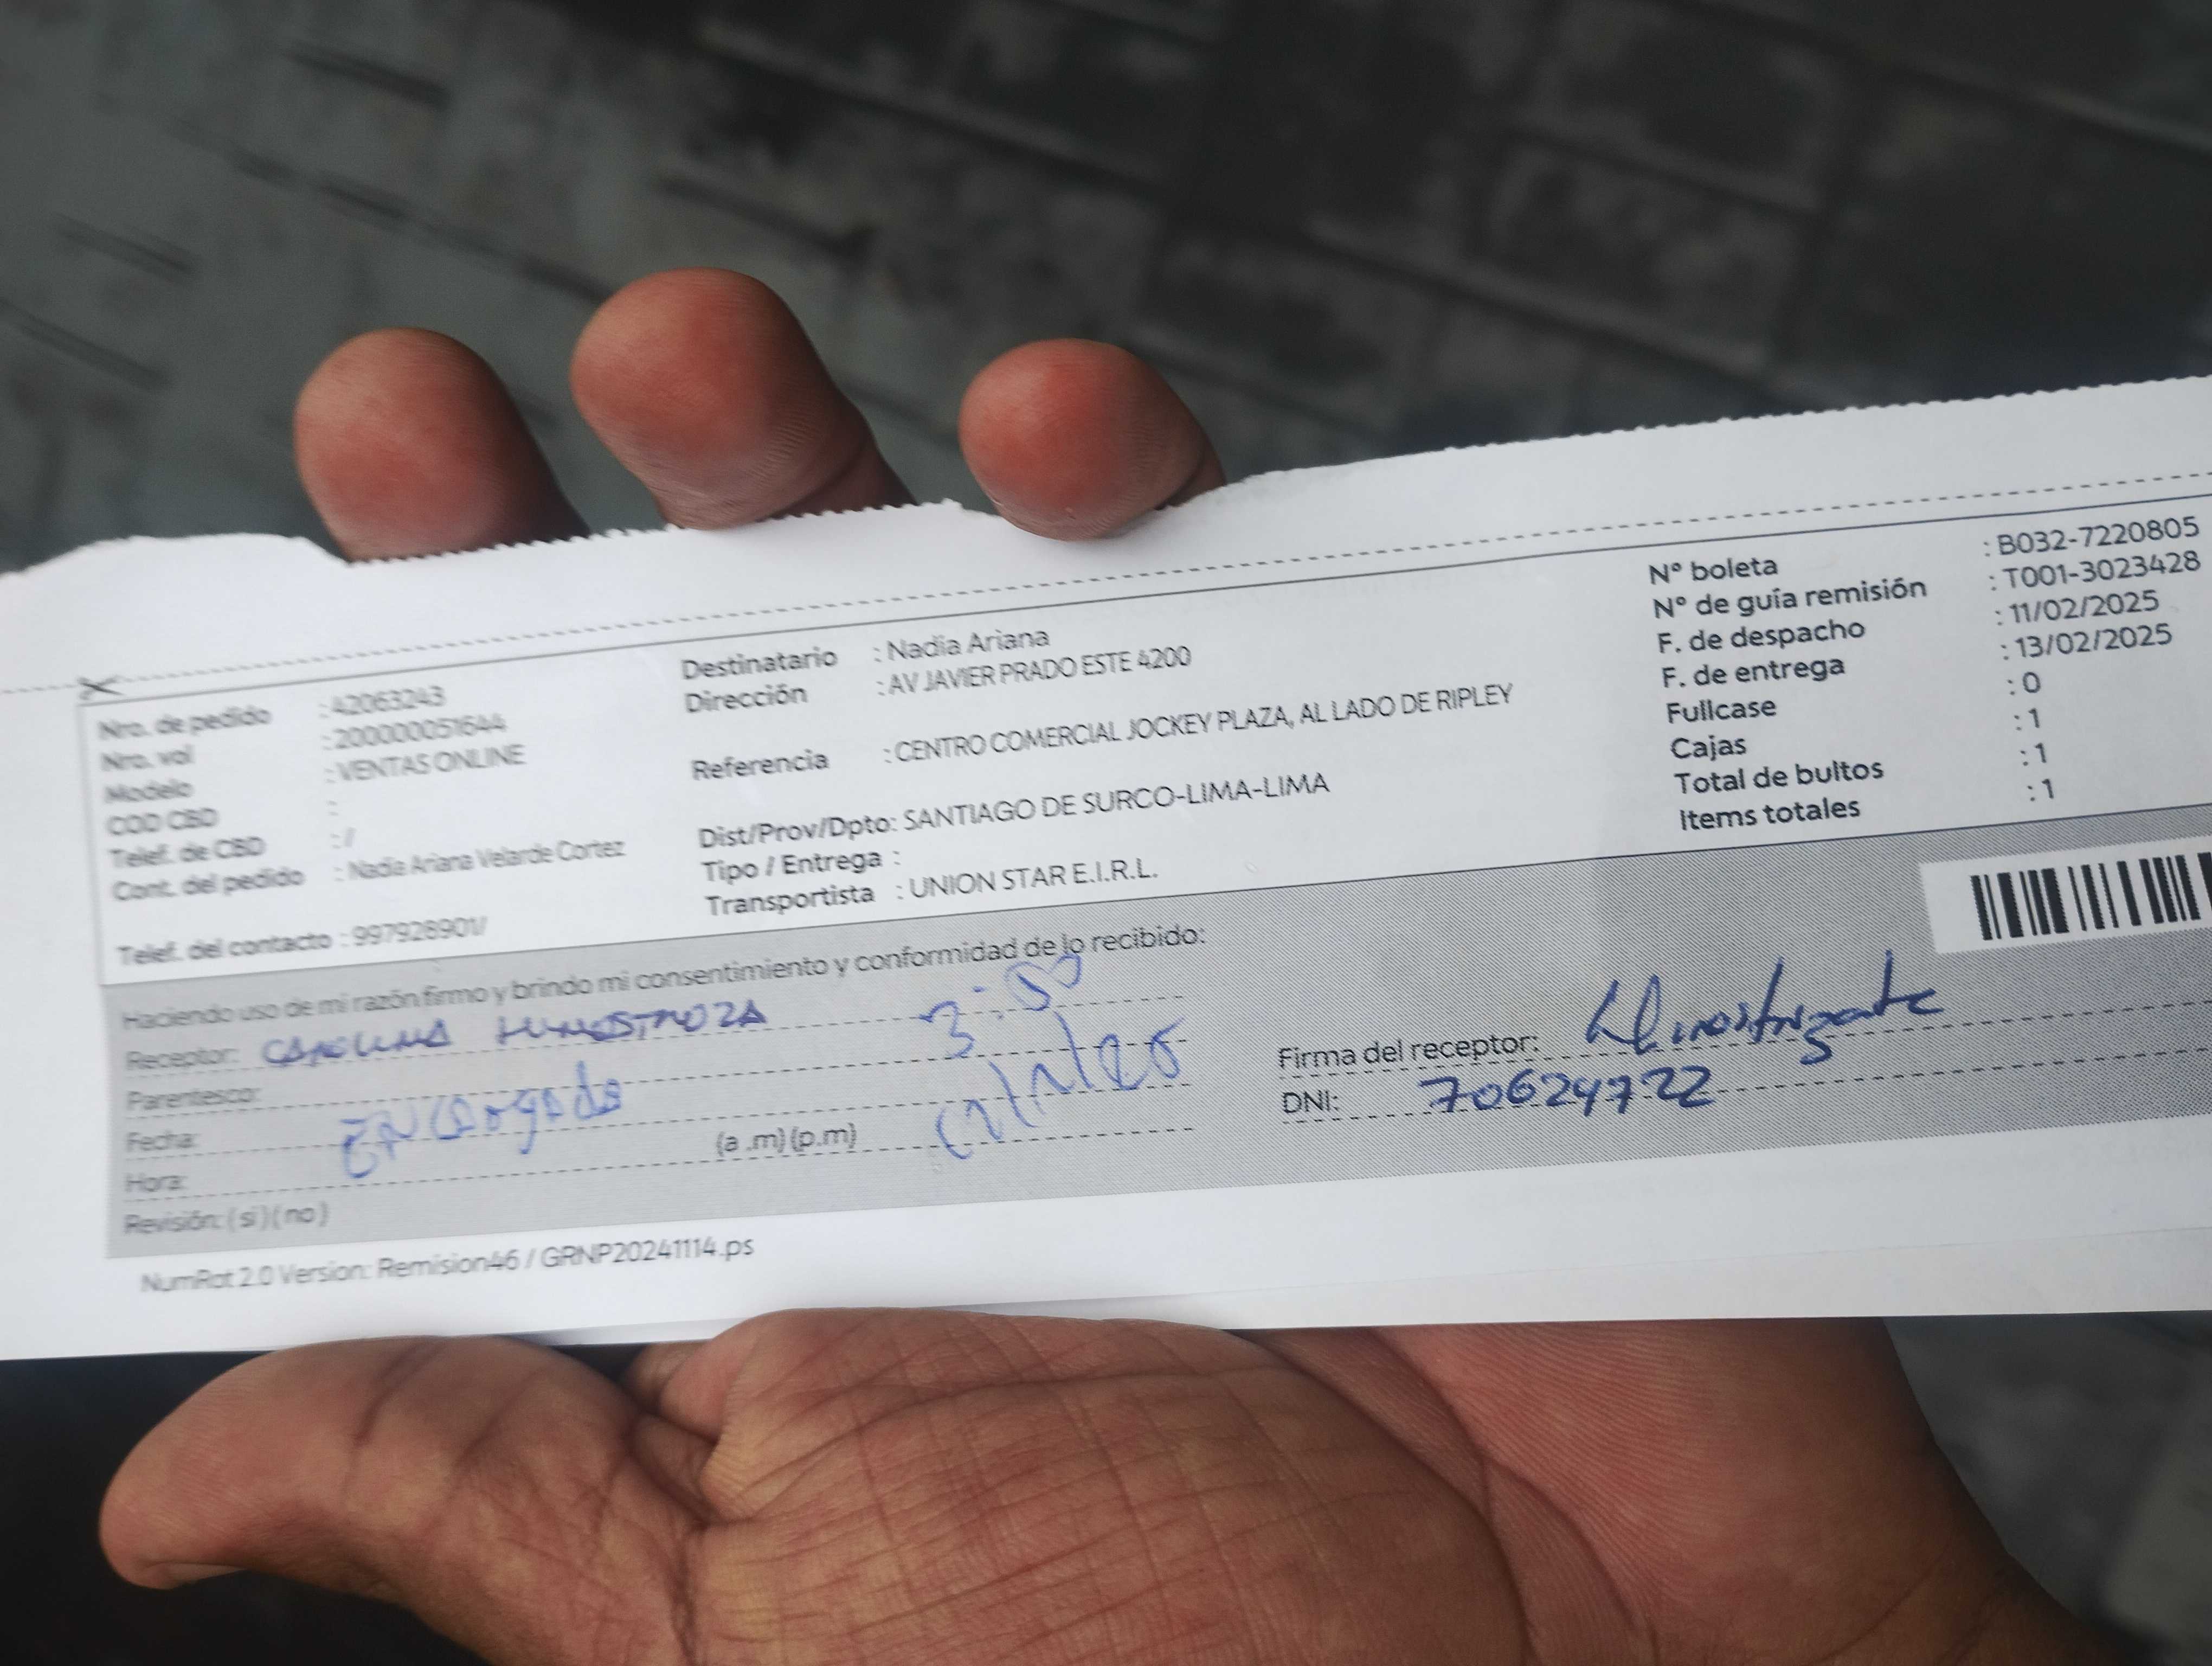 Nro. de pedido : 42063243
Nro. vol : 200000051644
Modelo : VENTAS ONLINE
COD CBD :
Telef. de CBD : /
Cont. del pedido : Nadia Ariana Velarde Cortez
Telef. del contacto : 997928901/
Destinatario : Nadia Ariana
Dirección : AV JAVIER PRADO ESTE 4200
Referencia : CENTRO COMERCIAL JOCKEY PLAZA, AL LADO DE RIPLEY
Dist/Prov/Dpto: SANTIAGO DE SURCO-LIMA-LIMA
Tipo / Entrega :
Transportista : UNION STAR E.I.R.L.
N° boleta : B032-7220805
N° de guía remisión : T001-3023428
F. de despacho : 11/02/2025
F. de entrega : 13/02/2025
Fullcase : 0
Cajas : 1
Total de bultos : 1
Items totales : 1
Haciendo uso de mi razón firmo y brindo mi consentimiento y conformidad de lo recibido:
Receptor:
3:50
Parentesco:
Fecha: Encargada
Hora: (a .m) (p.m)
Revisión: ( si ) ( no )
Firma del receptor:
DNI: 70624722
NumRot 2.0 Version: Remision46 / GRNP20241114.ps